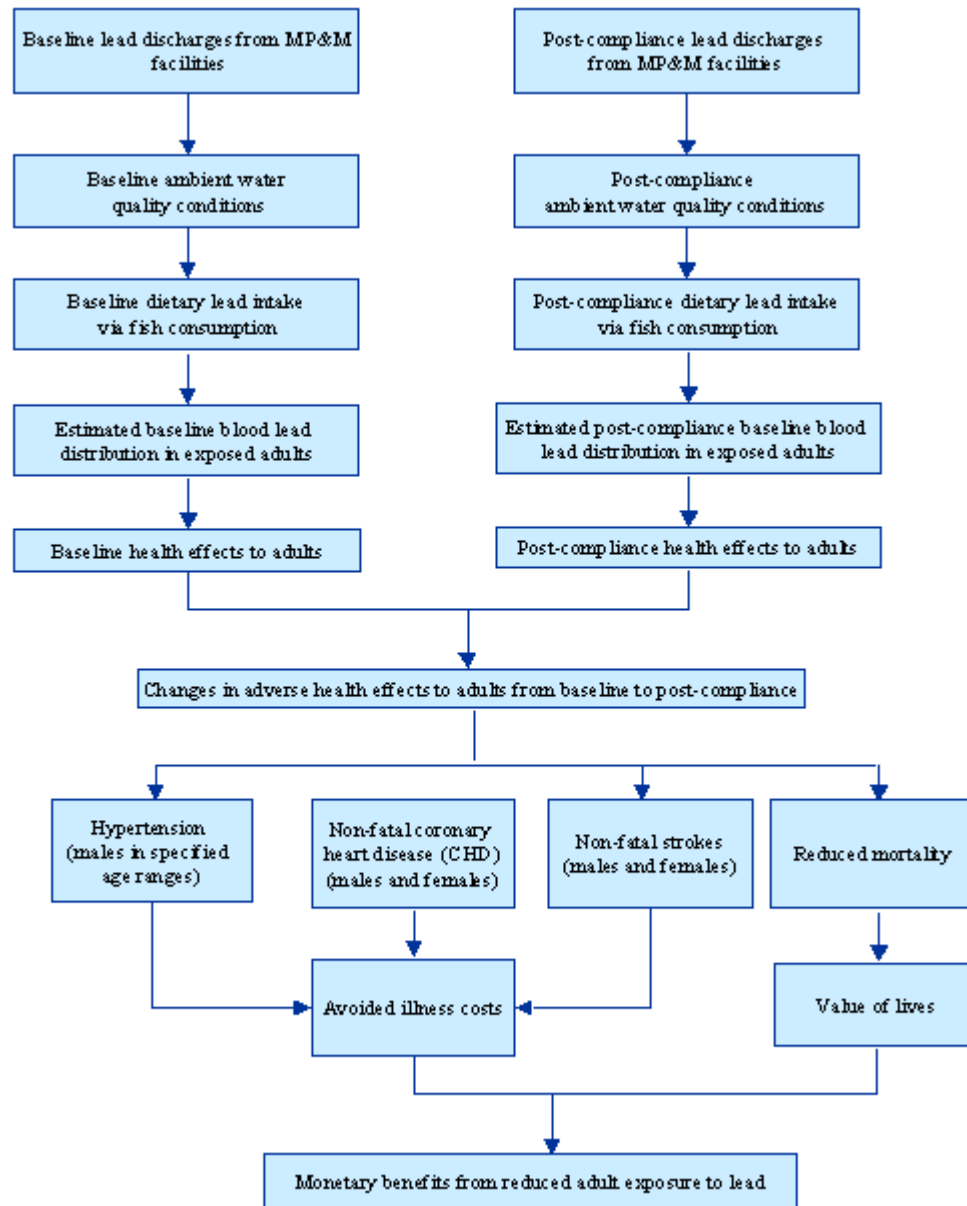 Baseline lead discharges from MP&M
facilities
Post-compliance lead discharges
from MP&M facilities
Baseline ambient water
quality conditions
Post-compliance
ambient water quality conditions
Baseline dietary lead intake
via fish consumption
Post-compliance dietary lead intake
via fish consumption
Estimated baseline blood lead
distribution in exposed adults
Estimated post-compliance baseline blood
lead distribution in exposed adults
Baseline health effects to adults
Post-compliance health effects to adults
Changes in adverse health effects to adults from baseline to post-compliance
Hypertension
(males in specified
age ranges)
Non-fatal coronary
heart disease (CHD)
(males and females)
Non-fatal strokes
(males and females)
Reduced mortality
Avoided illness costs
Value of lives
Monetary benefits from reduced adult exposure to lead